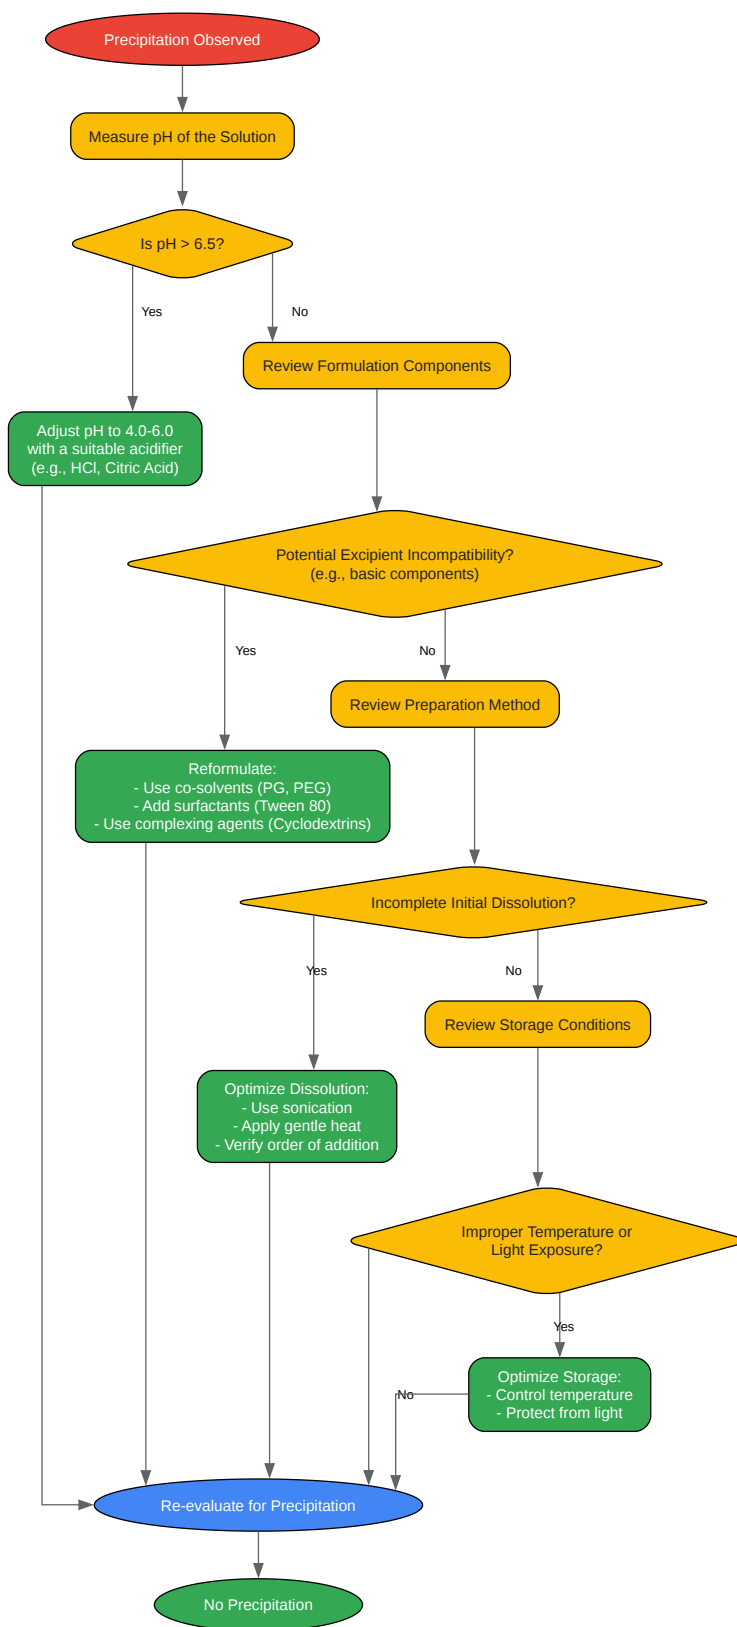 Precipitation Observed
Measure pH of the Solution
Is pH > 6.5?
Yes
No
Review Formulation Components
Adjust pH to 4.0-6.0
with a suitable acidifier
(e.g., HCl, Citric Acid)
Potential Excipient Incompatibility?
(e.g., basic components)
Yes
No
Review Preparation Method
Reformulate:
- Use co-solvents (PG, PEG)
- Add surfactants (Tween 80)
- Use complexing agents (Cyclodextrins)
Incomplete Initial Dissolution?
Yes
No
Review Storage Conditions
Optimize Dissolution:
- Use sonication
- Apply gentle heat
- Verify order of addition
Improper Temperature or
Light Exposure?
Yes
Optimize Storage:
- Control temperature
- Protect from light
No
Re-evaluate for Precipitation
No Precipitation